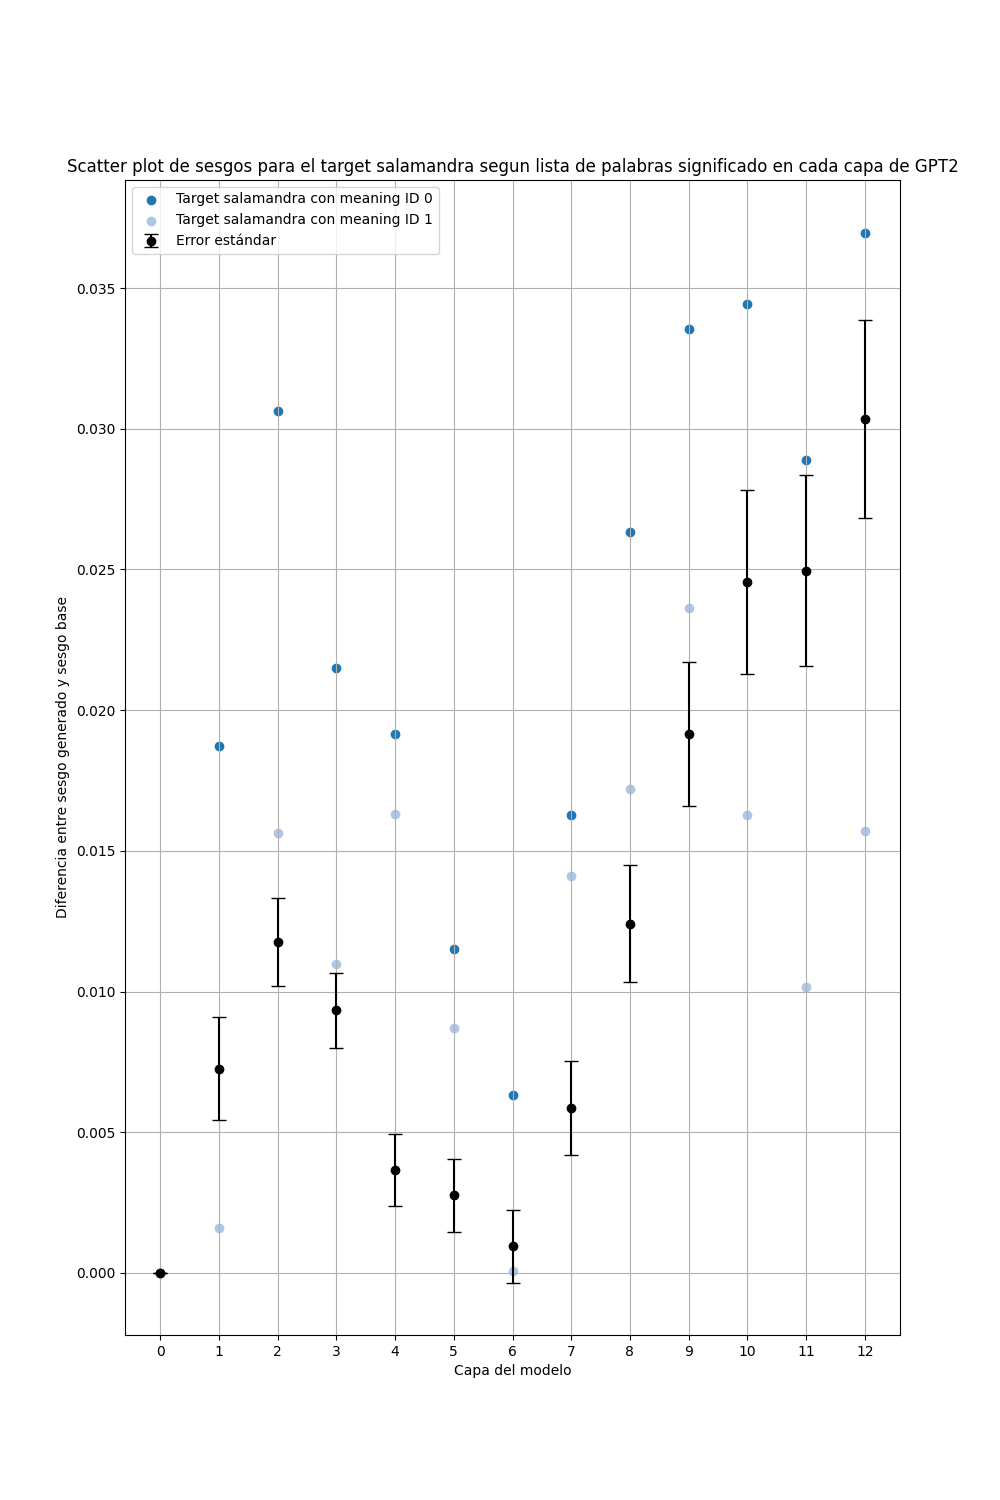 Scatter plot de sesgos para el target salamandra segun lista de palabras significado en cada capa de GPT2
Target salamandra con meaning ID 0
Target salamandra con meaning ID 1
Error estándar
Diferencia entre sesgo generado y sesgo base
0.035
0.030
0.025
0.020
0.015
0.010
0.005
0.000
0 1 2 3 4 5 6 7 8 9 10 11 12
Capa del modelo